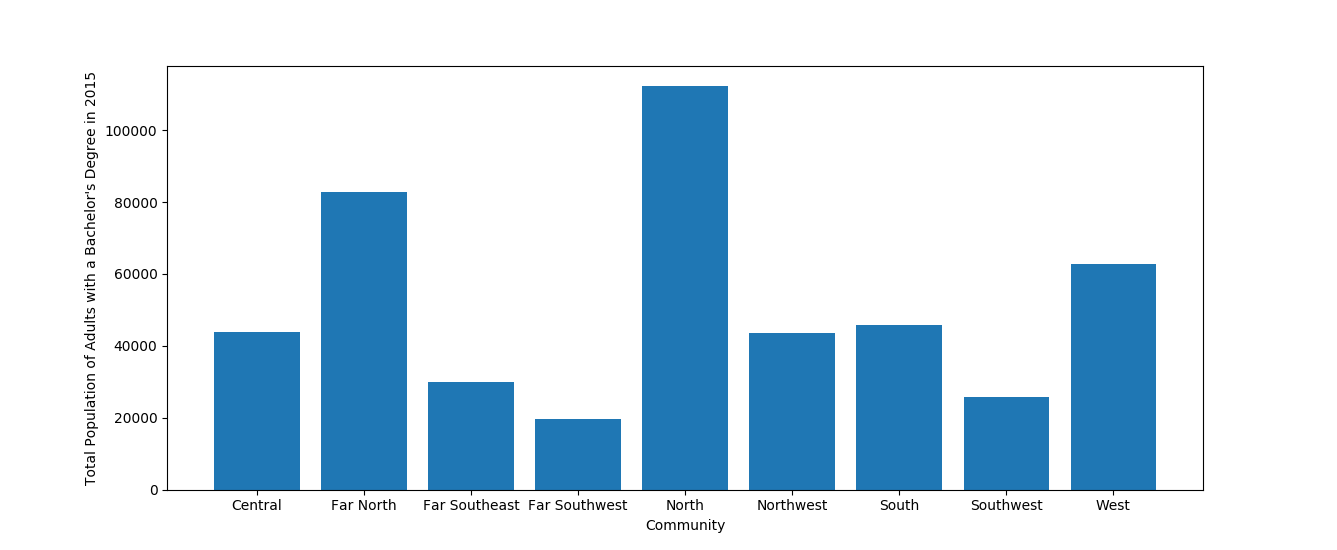 Total Population of Adults with a Bachelor's Degree in 2015
100000
80000
60000
40000
20000
0
Central Far North Far Southeast Far Southwest North Northwest South Southwest West
Community